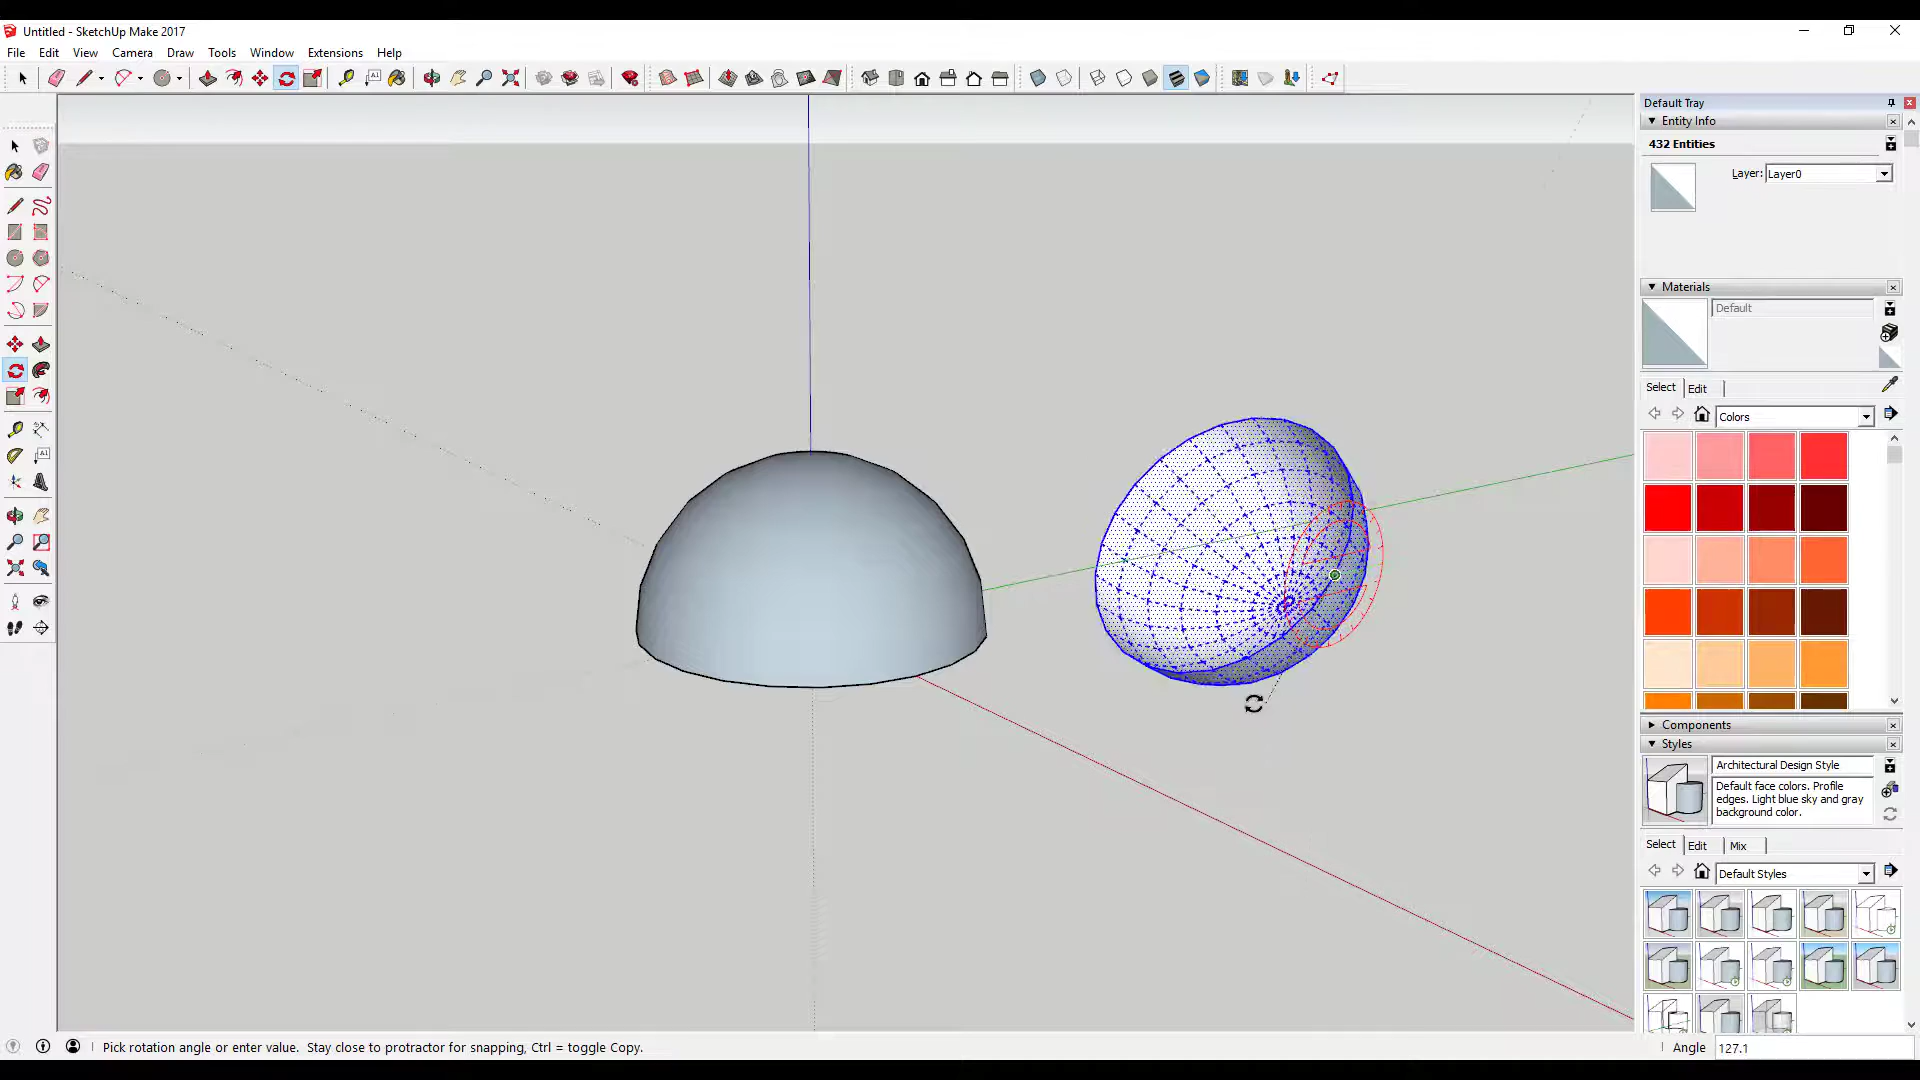 Untitled - SketchUp Make 2017
File Edit View Camera Draw Tools Window Extensions Help
A1
Default Tray
Entity Info
432 Entities
Layer: Layer0
Materials
Default
Select Edit
Colors
A1
Components
Styles
Architectural Design Style
Default face colors. Profile
edges. Light blue sky and gray
background color.
Select Edit Mix
Default Styles
Pick rotation angle or enter value. Stay close to protractor for snapping, Ctrl = toggle Copy.
Angle 127.1